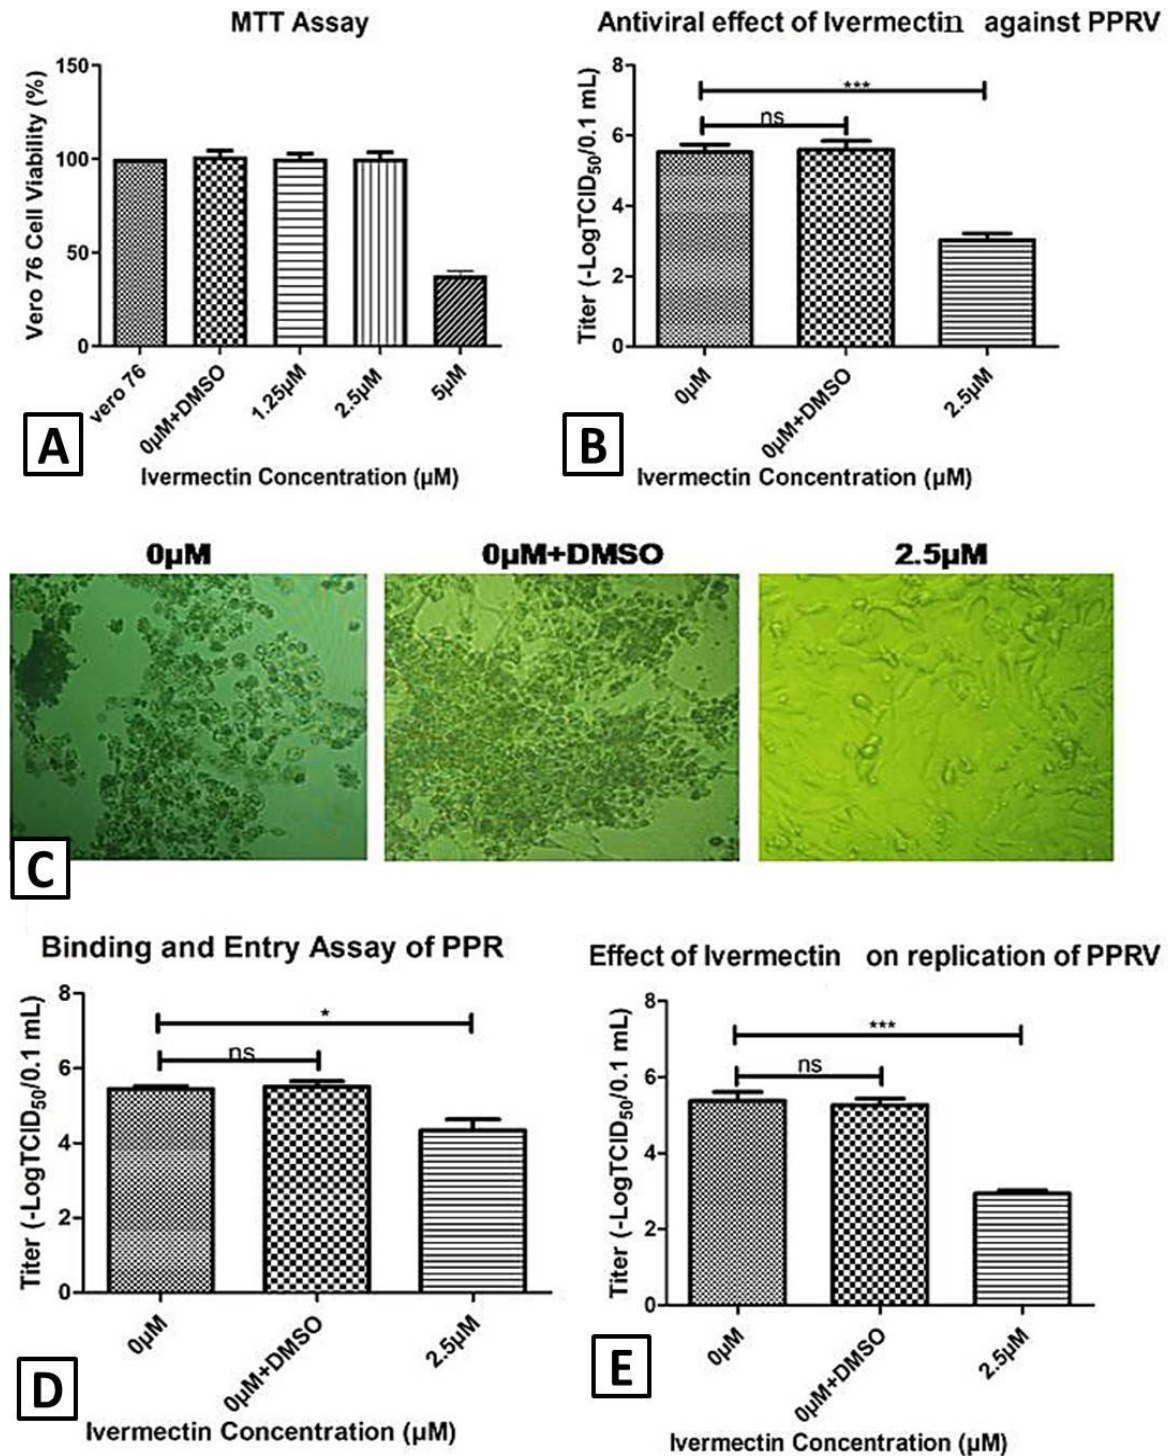 MTT Assay
Vero 76 Cell Viability (%)
150
100
50
0
vero 76
0µM+DMSO
1.25µM
2.5µM
5µM
A
Ivermectin Concentration (µM)
Antiviral effect of Ivermectin against PPRV
Titer (-LogTCID50/0.1 mL)
8
6
4
2
0
***
ns
0µM
0µM+DMSO
2.5µM
B
Ivermectin Concentration (µM)
0µM
0µM+DMSO
2.5µM
C
Binding and Entry Assay of PPR
Titer (-LogTCID50/0.1 mL)
8
6
4
2
0
*
ns
0µM
0µM+DMSO
2.5µM
D
Ivermectin Concentration (µM)
Effect of Ivermectin on replication of PPRV
Titer (-LogTCID50/0.1 mL)
8
6
4
2
0
***
ns
0µM
0µM+DMSO
2.5µM
E
Ivermectin Concentration (µM)